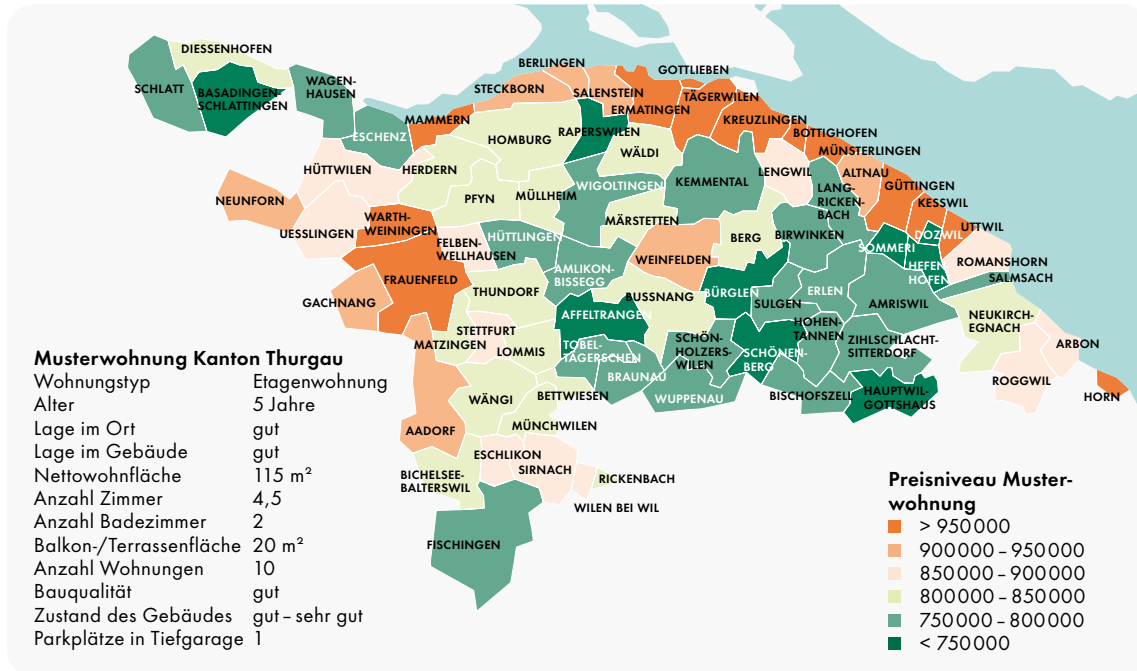 DIESSENHOFEN
SCHLATT
BASADINGEN-
SCHLATTINGEN
WAGEN-
HAUSEN
ESCHENZ
MAMMERN
STECKBORN
BERLINGEN
SALENSTEIN
ERMATINGEN
GOTTLIEBEN
TÄGERWILEN
KREUZLINGEN
BOTTIGHOFEN
MÜNSTERLINGEN
HOMBURG
RAPERSWILEN
WÄLDI
HÜTTWILEN
HERDERN
NEUNFORN
PFYN
MÜLLHEIM
WIGOLTINGEN
KEMMENTAL
LENGWIL
ALTNAU
LANG-
RICKEN-
BACH
GÜTTINGEN
KESSWIL
UTTWIL
DOZWIL
SOMMERI
HEFEN-
HOFEN
ROMANSHORN
SALMSACH
UESSLINGEN
WARTH-
WEININGEN
FELBEN-
WELLHAUSEN
HÜTTLINGEN
MÄRSTETTEN
WEINFELDEN
BERG
BIRWINKEN
FRAUENFELD
AMLIKON-
BISSEGG
GACHNANG
THUNDORF
BUSSNANG
BÜRGLEN
SULGEN
ERLEN
AMRISWIL
NEUKIRCH-
EGNACH
AFFELTRANGEN
STETTFURT
MATZINGEN
LOMMIS
TOBEL-
TÄGERSCHEN
SCHÖN-
HOLZERS-
WILEN
SCHÖNEN-
BERG
HOHEN-
TANNEN
ZIHLSCHLACHT-
SITTERDORF
ARBON
ROGGWIL
HORN
BRAUNAU
WUPPENAU
BISCHOFSZELL
HAUPTWIL-
GOTTSHAUS
WÄNGI
BETTWIESEN
MÜNCHWILEN
AADORF
ESCHLIKON
SIRNACH
RICKENBACH
WILEN BEI WIL
BICHELSEE-
BALTERSWIL
FISCHINGEN
Musterwohnung Kanton Thurgau
Wohnungstyp Etagenwohnung
Alter 5 Jahre
Lage im Ort gut
Lage im Gebäude gut
Nettowohnfläche 115 m²
Anzahl Zimmer 4,5
Anzahl Badezimmer 2
Balkon-/Terrassenfläche 20 m²
Anzahl Wohnungen 10
Bauqualität gut
Zustand des Gebäudes gut – sehr gut
Parkplätze in Tiefgarage 1
Preisniveau Muster-
wohnung
> 950 000
900 000 – 950 000
850 000 – 900 000
800 000 – 850 000
750 000 – 800 000
< 750 000